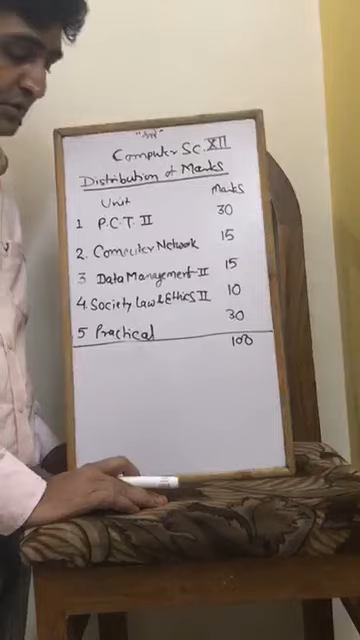 "ॐ"
Computer SC. XII
Distribution of Marks
Unit Marks
1 P.C.T. II 30
2. Computer Network 15
3 Data Management-II 15
4. Society Law & Ethics II 10
5 Practical 30
100